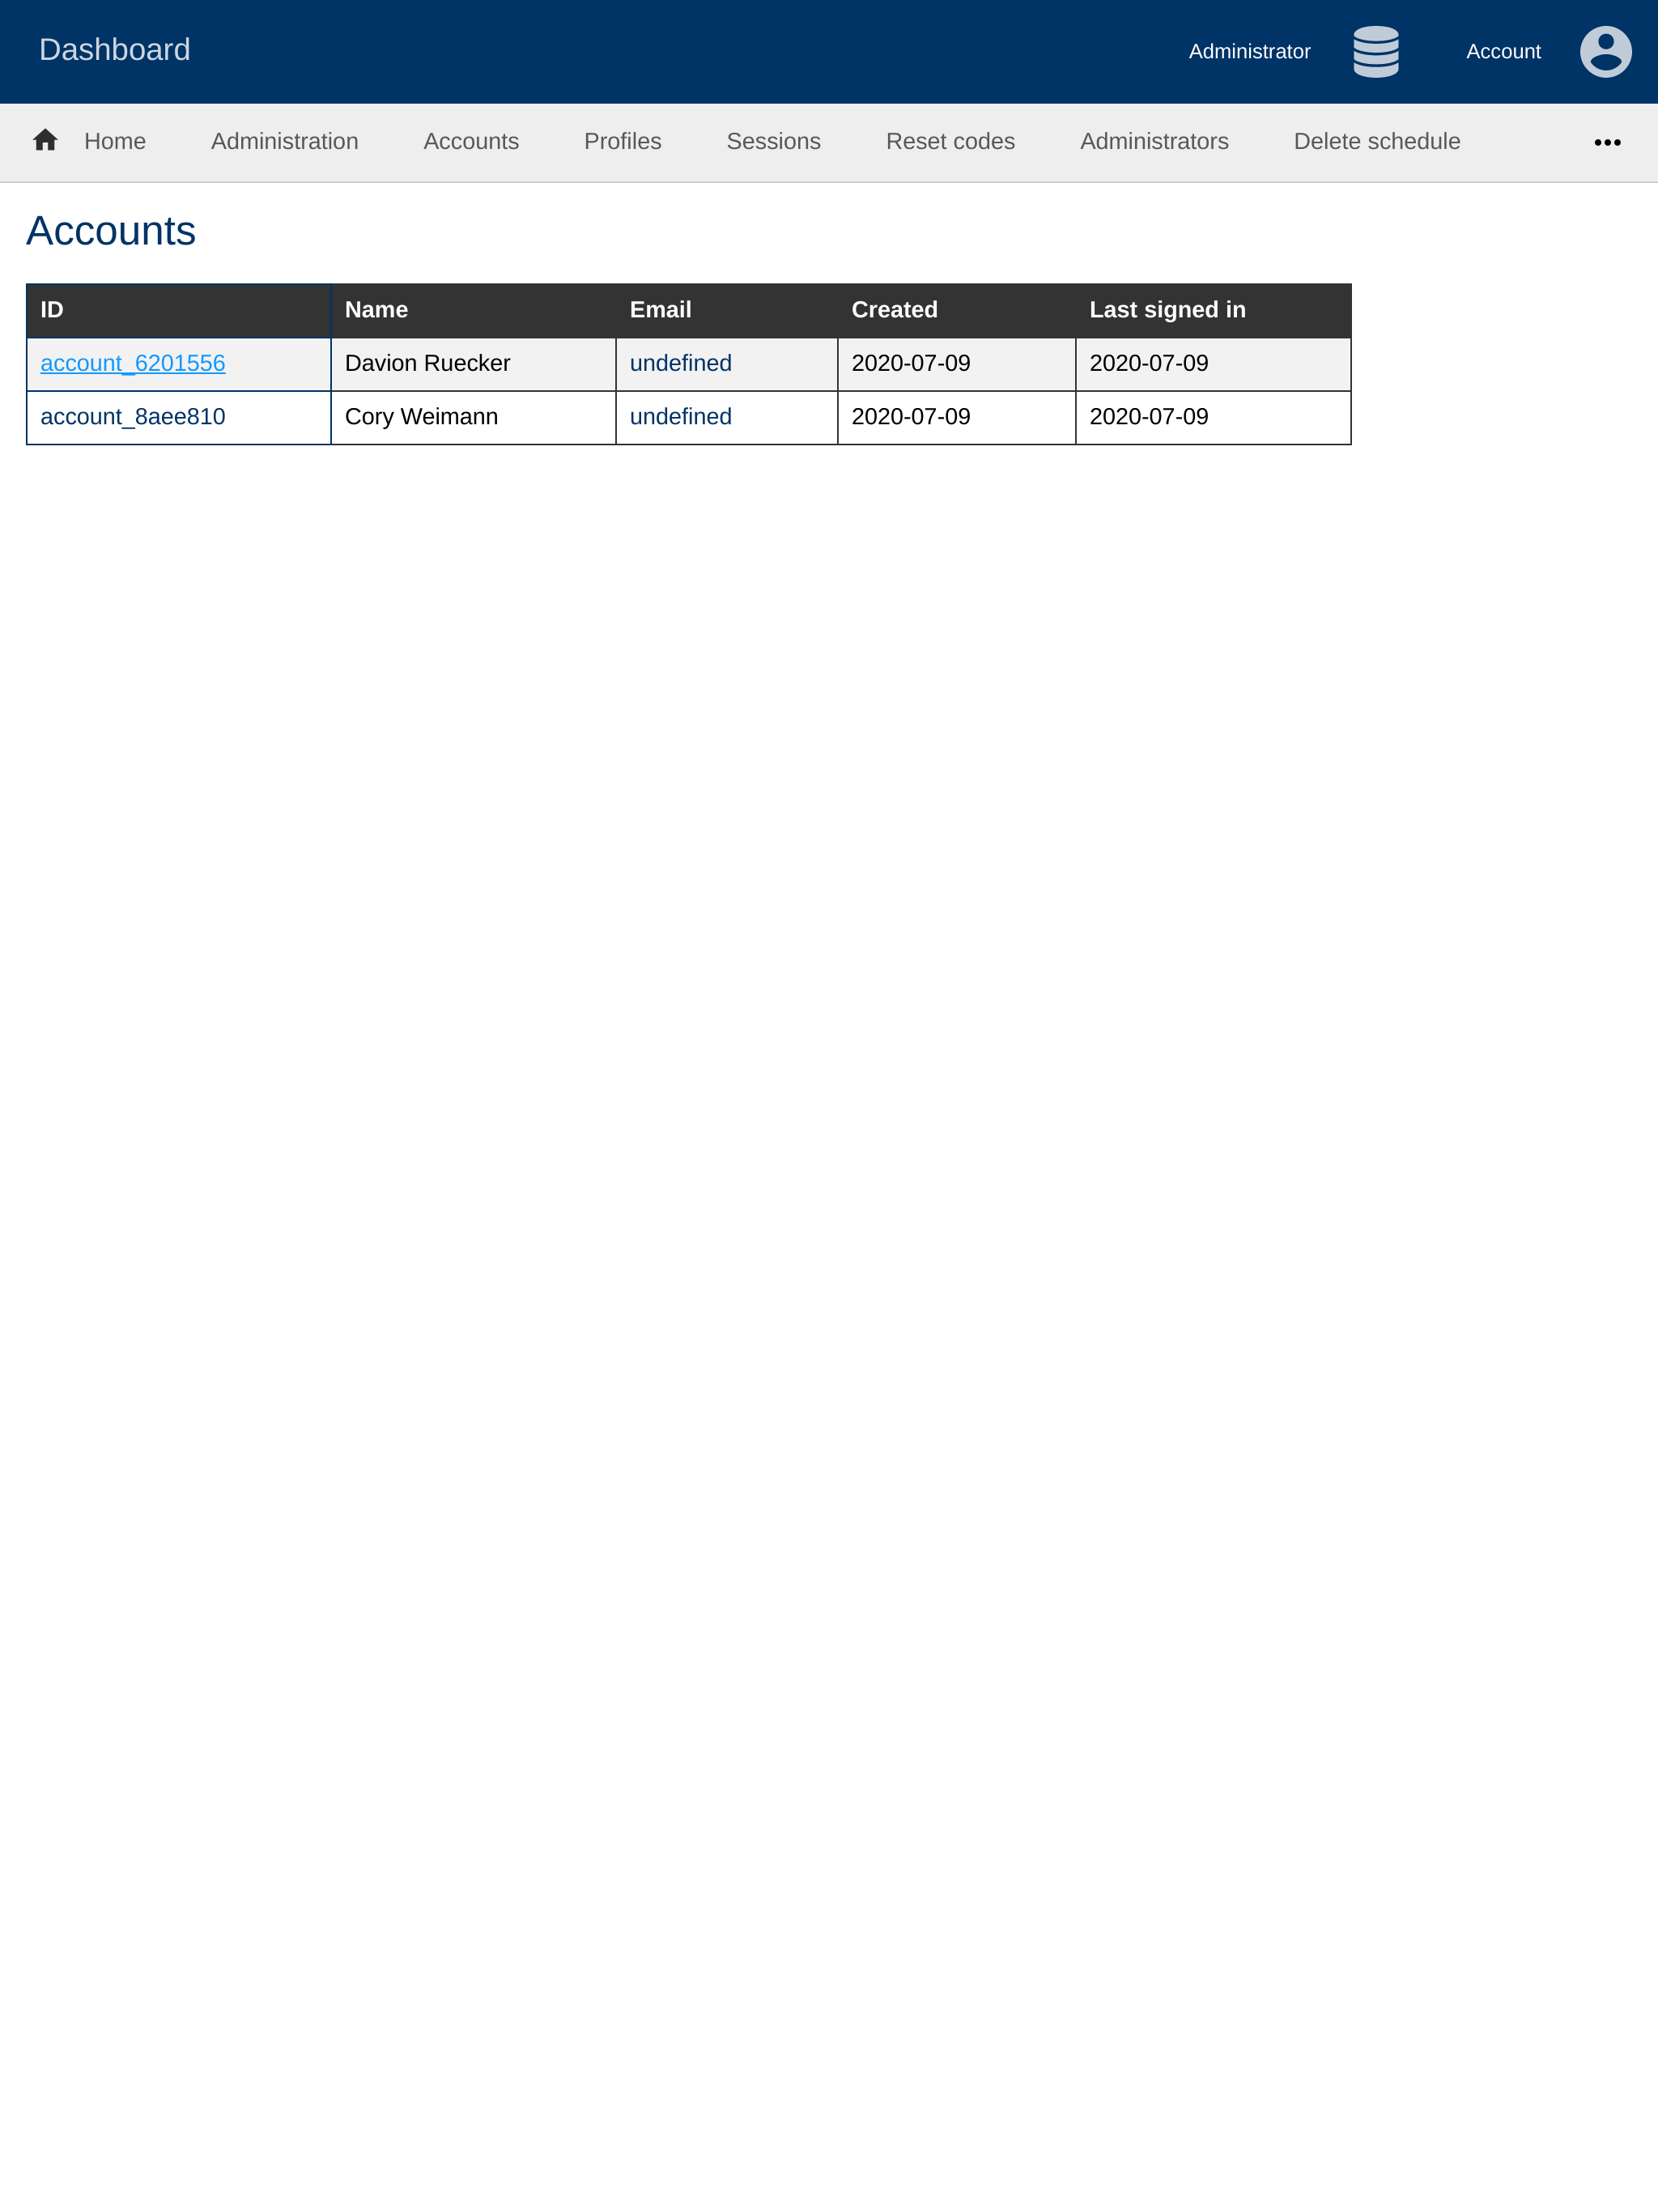 Dashboard Administrator Account
Home Administration Accounts Profiles Sessions Reset codes Administrators Delete schedule
Accounts
ID Name Email Created Last signed in
account_6201556 Davion Ruecker undefined 2020-07-09 2020-07-09
account_8aee810 Cory Weimann undefined 2020-07-09 2020-07-09